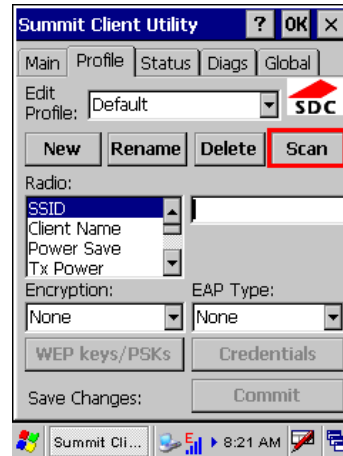 Summit Client Utility ? OK ×
Main Profile Status Diags Global
Edit
Profile: Default
SDC
New Rename Delete Scan
Radio:
SSID
Client Name
Power Save
Tx Power
Encryption: EAP Type:
None None
WEP keys/PSKs Credentials
Save Changes: Commit
Summit Cli... 8:21 AM